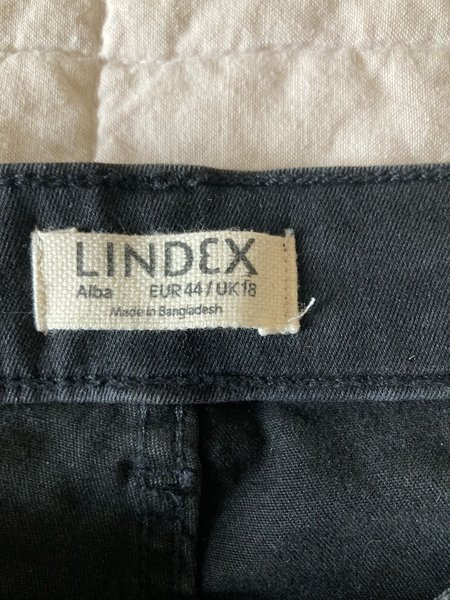 LINDEX
Alba EUR 44 / UK 18
Made in Bangladesh